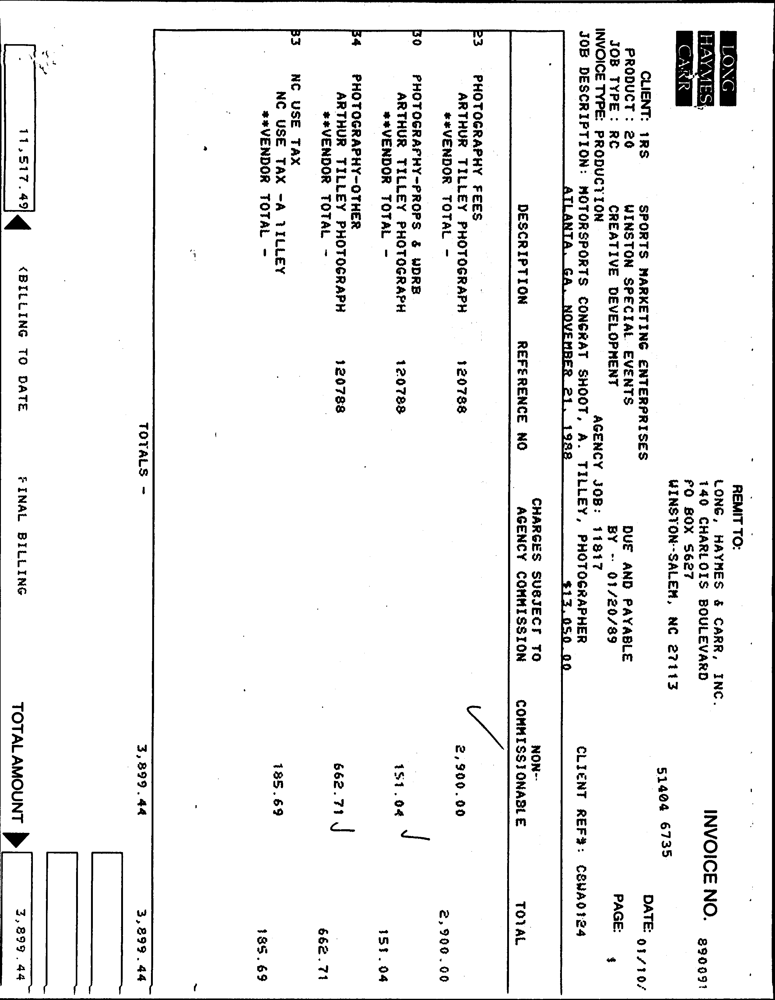 LONG
HAYMES
CARR
REMIT TO:
LONG, HAYMES & CARR, INC.
140 CHARLOIS BOULEVARD
PO BOX 5627
WINSTON-SALEM, NC 27113
INVOICE NO. 890091
51404 6735
DATE: 01/10/
PAGE:
CLIENT: 1RS SPORTS MARKETING ENTERPRISES
PRODUCT: 20 WINSTON SPECIAL EVENTS DUE AND PAYABLE
JOB TYPE: RC CREATIVE DEVELOPMENT BY - 01/20/89
INVOICE TYPE: PRODUCTION AGENCY JOB: 11817
JOB DESCRIPTION: MOTORSPORTS CONGRAT SHOOT, A. TILLEY, PHOTOGRAPHER CLIENT REF#: C8WA0124
ATLANTA, GA, NOVEMBER 21, 1988 $13,050.00
CHARGES SUBJECT TO NON-
DESCRIPTION REFERENCE NO AGENCY COMMISSION COMMISSIONABLE TOTAL
23 PHOTOGRAPHY FEES
ARTHUR TILLEY PHOTOGRAPH 120788
**VENDOR TOTAL - 2,900.00 2,900.00
30 PHOTOGRAPHY-PROPS & WDRB
ARTHUR TILLEY PHOTOGRAPH 120788
**VENDOR TOTAL - 151.04 151.04
34 PHOTOGRAPHY-OTHER
ARTHUR TILLEY PHOTOGRAPH 120788
**VENDOR TOTAL - 662.71 662.71
83 NC USE TAX
NC USE TAX -A TILLEY
**VENDOR TOTAL - 185.69 185.69
TOTALS - 3,899.44 3,899.44
11,517.49 <BILLING TO DATE FINAL BILLING TOTAL AMOUNT 3,899.44